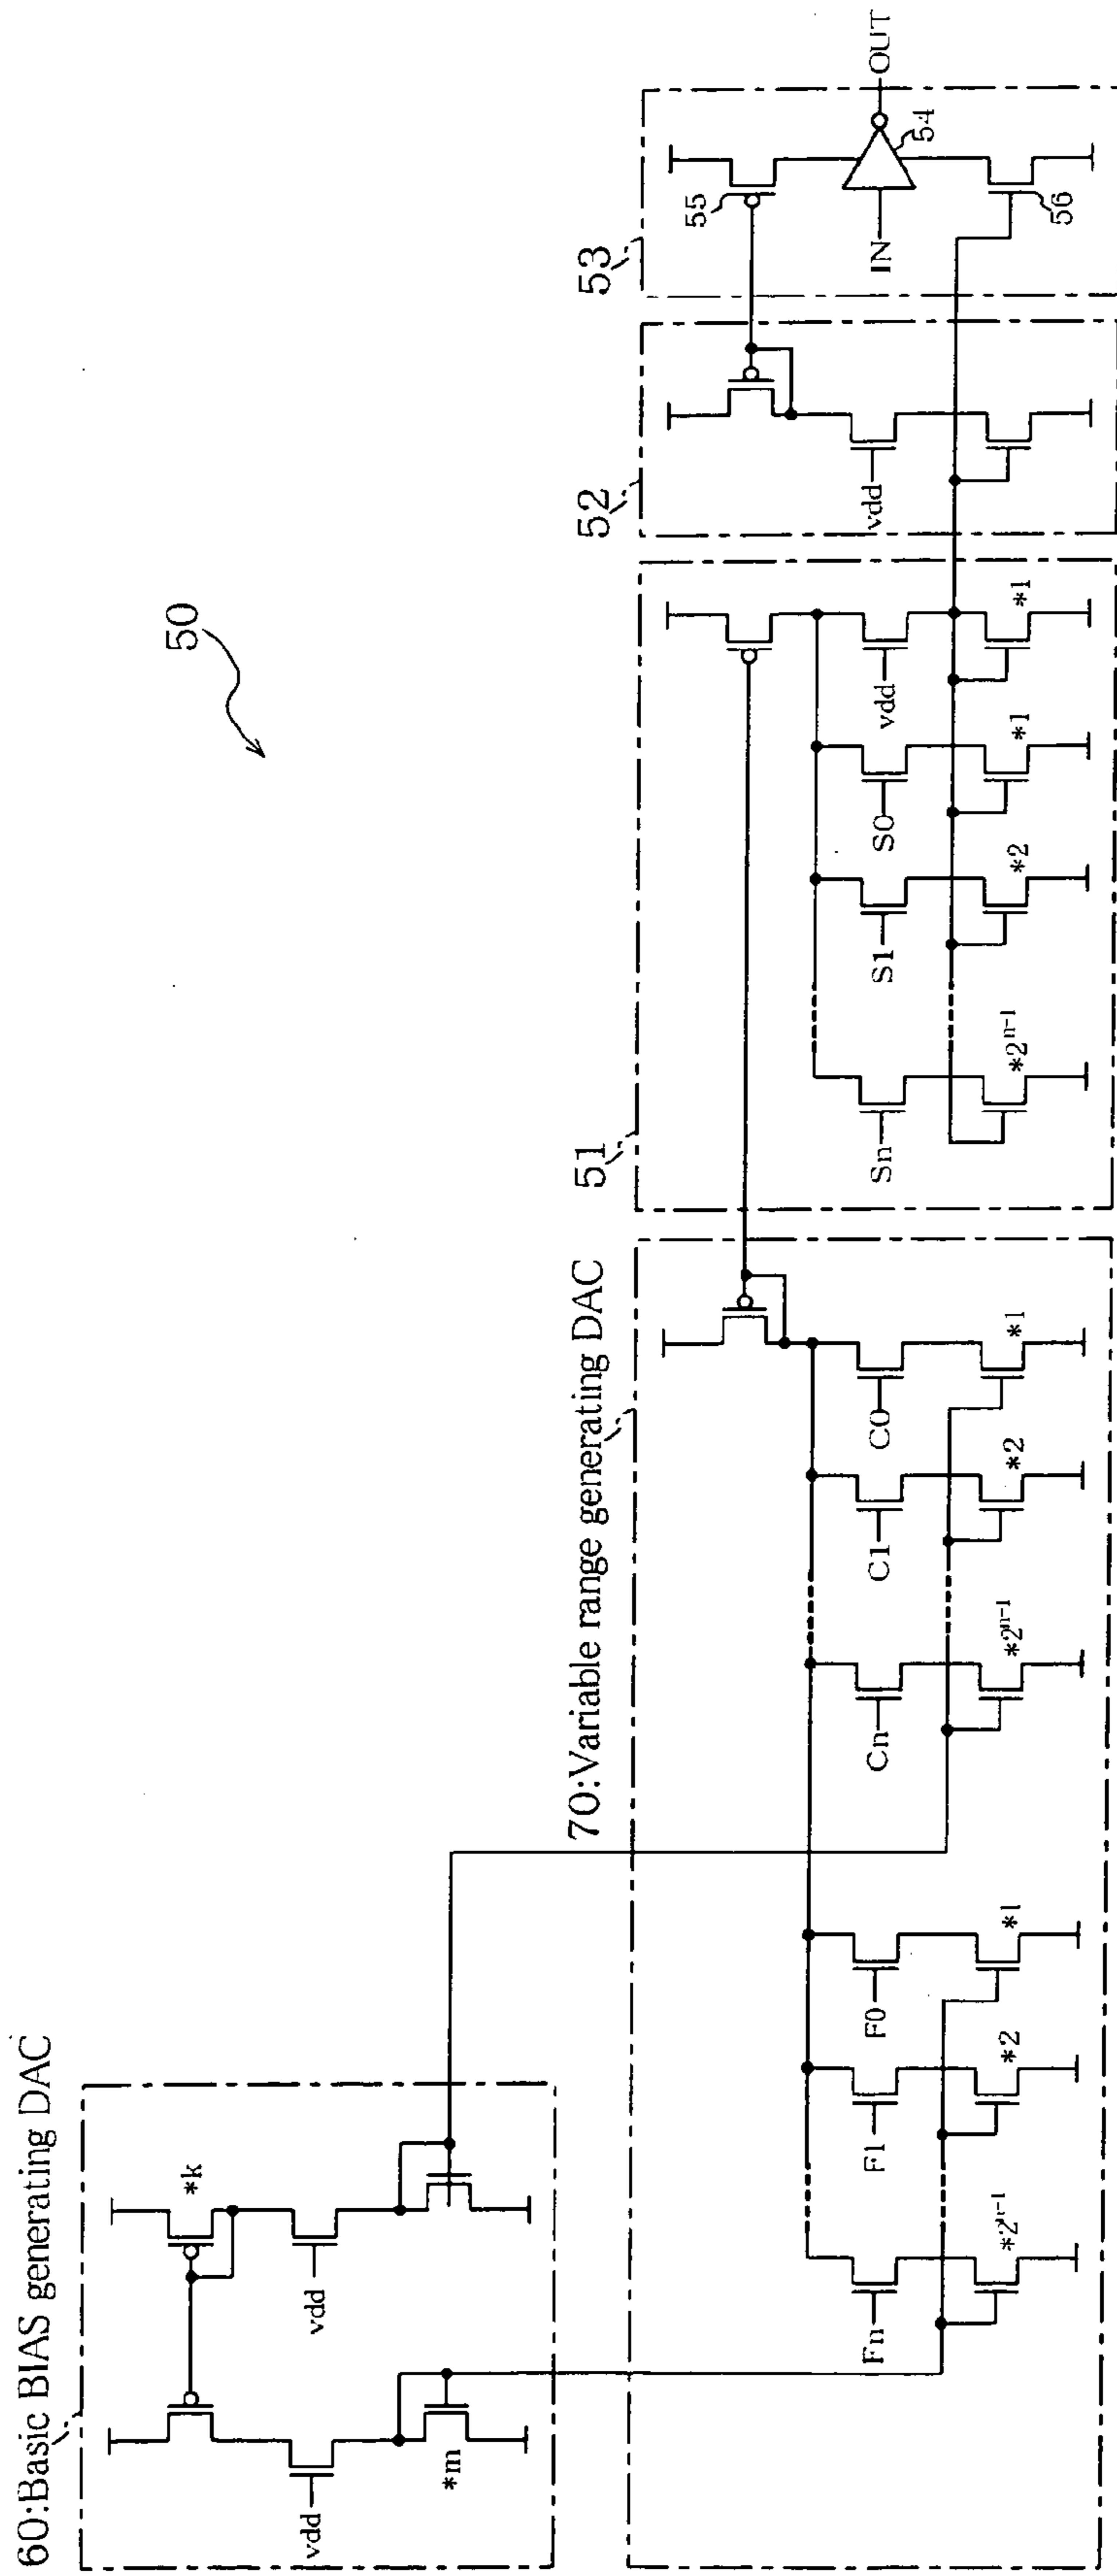 60:Basic BIAS generating DAC
*k
vdd
vdd
*m
50
70:Variable range generating DAC
Fn
F1
F0
*2
*1
Cn
C1
C0
*2ⁿ⁻¹
*2
*1
51
Sn
S1
S0
vdd
*2ⁿ⁻¹
*2
*1
*1
52
vdd
53
55
IN
54
OUT
56